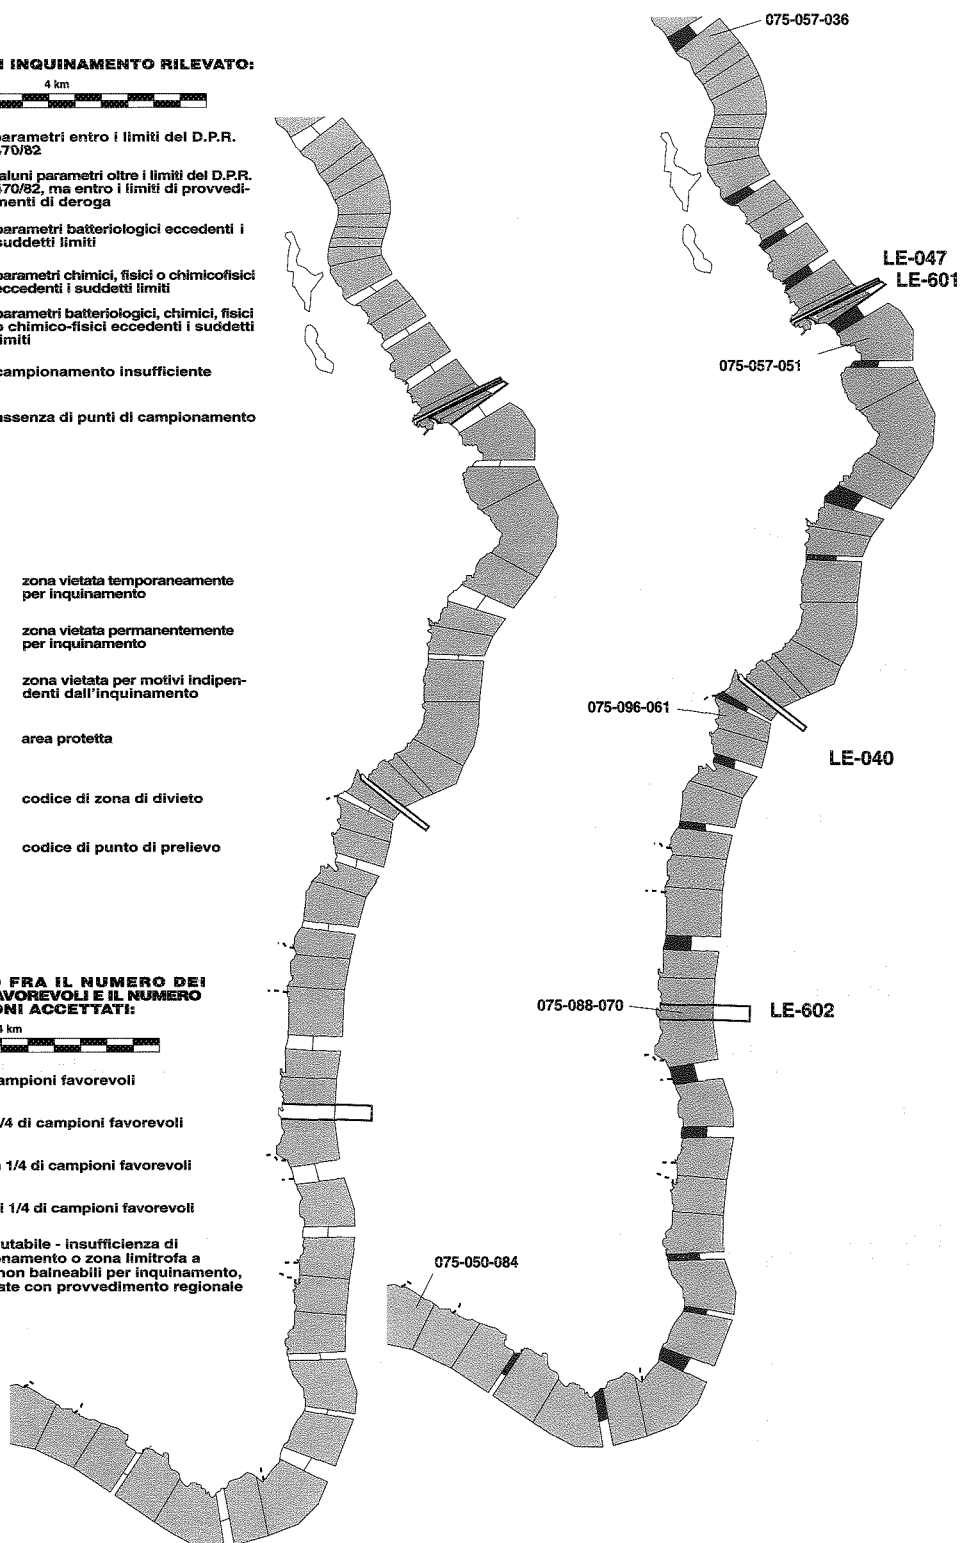 INQUINAMENTO RILEVATO:
4 km
parametri entro i limiti del D.P.R.
470/82
aluni parametri oltre i limiti del D.P.R.
470/82, ma entro i limiti di provvedi-
menti di deroga
parametri batteriologici eccedenti i
suddetti limiti
parametri chimici, fisici o chimicofisici
eccedenti i suddetti limiti
parametri batteriologici, chimici, fisici
o chimico-fisici eccedenti i suddetti
limiti
campionamento insufficiente
assenza di punti di campionamento
zona vietata temporaneamente
per inquinamento
zona vietata permanentemente
per inquinamento
zona vietata per motivi indipen-
denti dall'inquinamento
area protetta
codice di zona di divieto
codice di punto di prelievo
FRA IL NUMERO DEI
AVOREVOLI E IL NUMERO
ONI ACCETTATI:
4 km
ampioni favorevoli
/4 di campioni favorevoli
1/4 di campioni favorevoli
i 1/4 di campioni favorevoli
utabile - insufficienza di
onamento o zona limitrofa a
non balneabili per inquinamento,
ste con provvedimento regionale
075-057-036
LE-047
LE-601
075-057-051
075-096-061
LE-040
075-088-070
LE-602
075-050-084